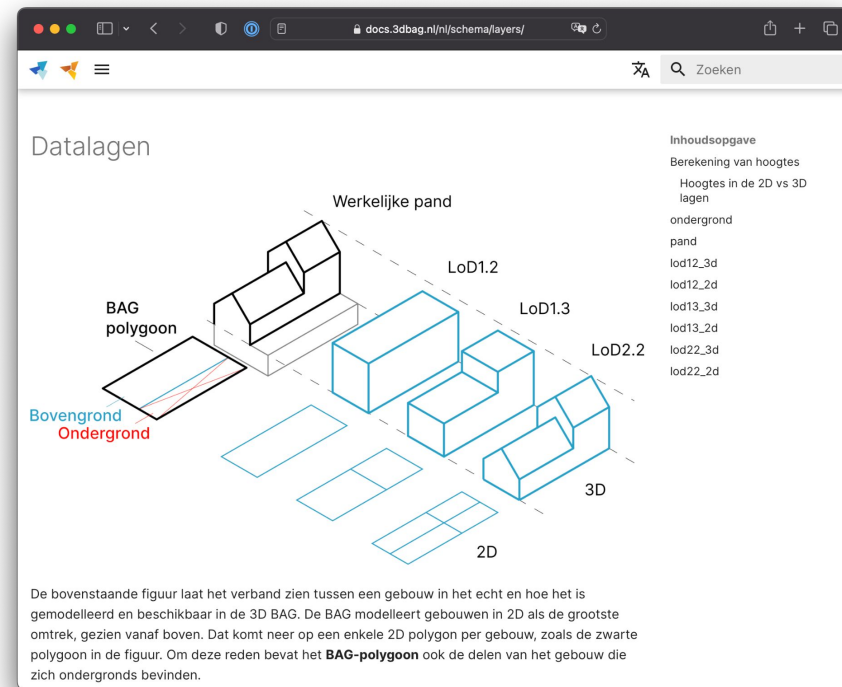 docs.3dbag.nl/nl/schema/layers/
Zoeken
Datalagen
Werkelijke pand
LoD1.2
LoD1.3
LoD2.2
BAG
polygoon
Bovengrond
Ondergrond
3D
2D
De bovenstaande figuur laat het verband zien tussen een gebouw in het echt en hoe het is
gemodelleerd en beschikbaar in de 3D BAG. De BAG modelleert gebouwen in 2D als de grootste
omtrek, gezien vanaf boven. Dat komt neer op een enkele 2D polygon per gebouw, zoals de zwarte
polygoon in de figuur. Om deze reden bevat het BAG-polygoon ook de delen van het gebouw die
zich ondergronds bevinden.
Inhoudsopgave
Berekening van hoogtes
Hoogtes in de 2D vs 3D
lagen
ondergrond
pand
lod12_3d
lod12_2d
lod13_3d
lod13_2d
lod22_3d
lod22_2d